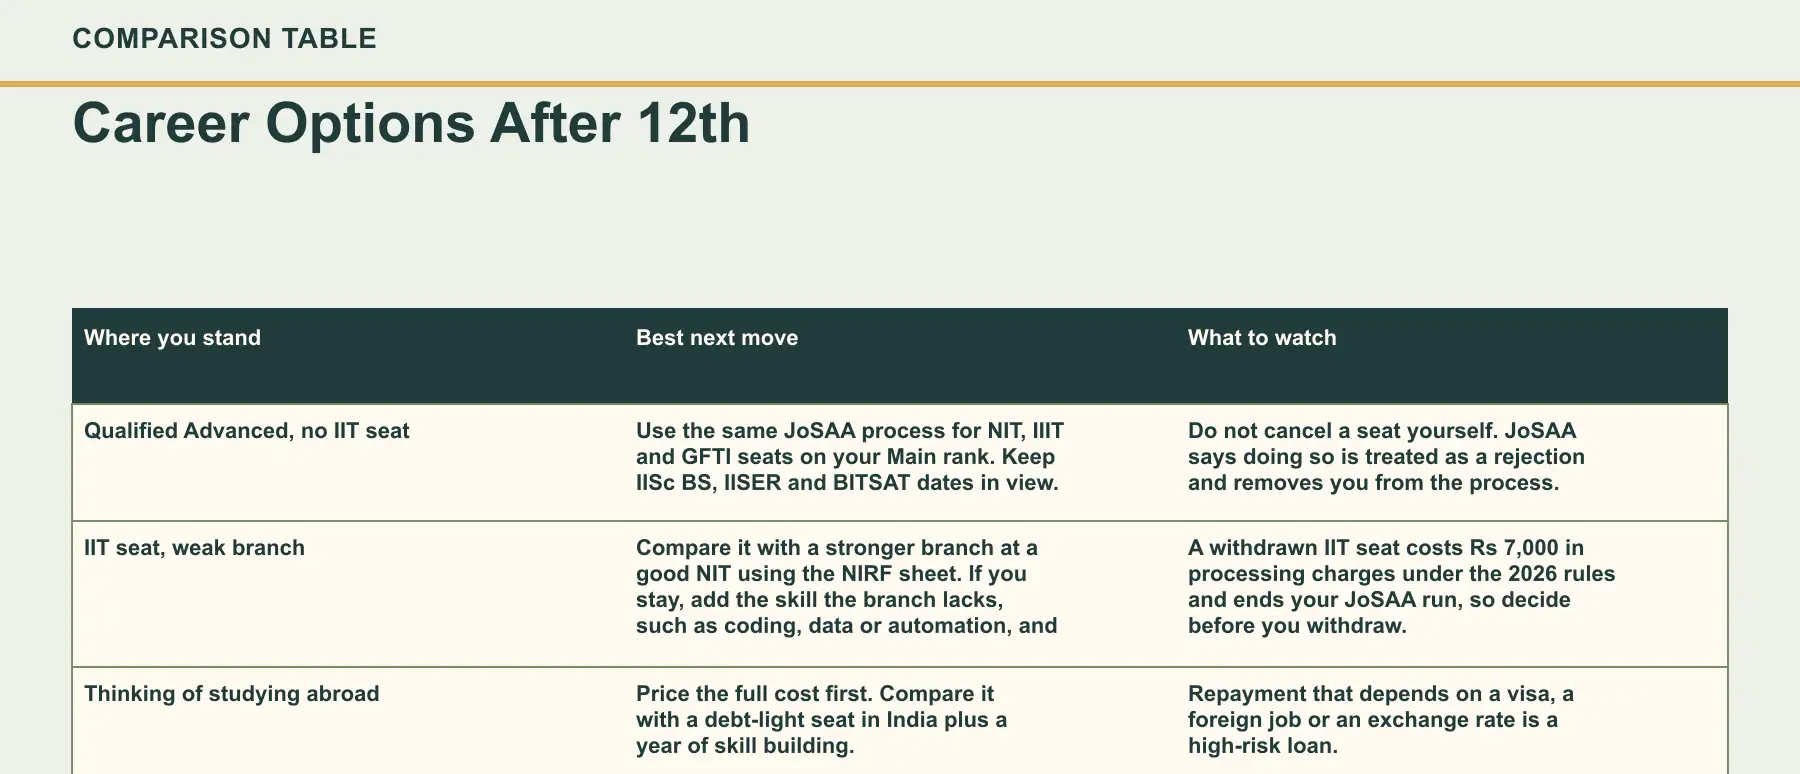 COMPARISON TABLE
Career Options After 12th
Where you stand
Best next move
What to watch
Qualified Advanced, no IIT seat
Use the same JoSAA process for NIT, IIIT
and GFTI seats on your Main rank. Keep
IISc BS, IISER and BITSAT dates in view.
Do not cancel a seat yourself. JoSAA
says doing so is treated as a rejection
and removes you from the process.
IIT seat, weak branch
Compare it with a stronger branch at a
good NIT using the NIRF sheet. If you
stay, add the skill the branch lacks,
such as coding, data or automation, and
A withdrawn IIT seat costs Rs 7,000 in
processing charges under the 2026 rules
and ends your JoSAA run, so decide
before you withdraw.
Thinking of studying abroad
Price the full cost first. Compare it
with a debt-light seat in India plus a
year of skill building.
Repayment that depends on a visa, a
foreign job or an exchange rate is a
high-risk loan.